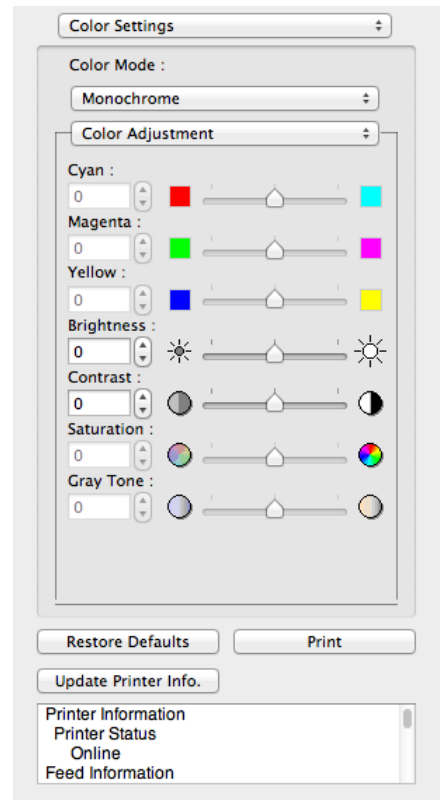 Color Settings
Color Mode :
Monochrome
Color Adjustment
Cyan :
0
Magenta :
0
Yellow :
0
Brightness :
0
Contrast :
0
Saturation :
0
Gray Tone :
0
Restore Defaults
Print
Update Printer Info.
Printer Information
Printer Status
Online
Feed Information